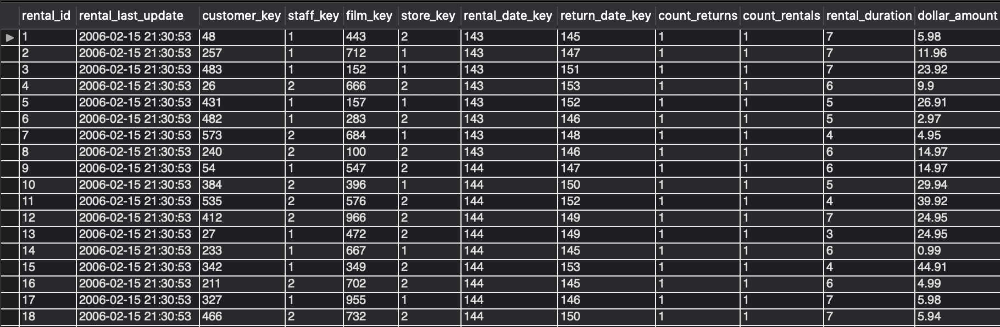 rental_id rental_last_update customer_key staff_key film_key store_key rental_date_key return_date_key count_returns count_rentals rental_duration dollar_amount
1 2006-02-15 21:30:53 48 1 443 2 143 145 1 1 7 5.98
2 2006-02-15 21:30:53 257 1 712 1 143 147 1 1 7 11.96
3 2006-02-15 21:30:53 483 1 152 1 143 151 1 1 7 23.92
4 2006-02-15 21:30:53 26 2 666 2 143 153 1 1 6 9.9
5 2006-02-15 21:30:53 431 1 157 1 143 152 1 1 5 26.91
6 2006-02-15 21:30:53 482 1 283 2 143 146 1 1 5 2.97
7 2006-02-15 21:30:53 573 2 684 1 143 148 1 1 4 4.95
8 2006-02-15 21:30:53 240 2 100 2 143 146 1 1 6 14.97
9 2006-02-15 21:30:53 54 1 547 2 144 147 1 1 6 14.97
10 2006-02-15 21:30:53 384 2 396 1 144 150 1 1 5 29.94
11 2006-02-15 21:30:53 535 2 576 2 144 152 1 1 4 39.92
12 2006-02-15 21:30:53 412 2 966 2 144 149 1 1 7 24.95
13 2006-02-15 21:30:53 27 1 472 2 144 149 1 1 3 24.95
14 2006-02-15 21:30:53 233 1 667 1 144 145 1 1 6 0.99
15 2006-02-15 21:30:53 342 1 349 2 144 153 1 1 4 44.91
16 2006-02-15 21:30:53 211 2 702 2 144 145 1 1 6 4.99
17 2006-02-15 21:30:53 327 1 955 1 144 146 1 1 7 5.98
18 2006-02-15 21:30:53 466 2 732 2 144 150 1 1 7 5.94